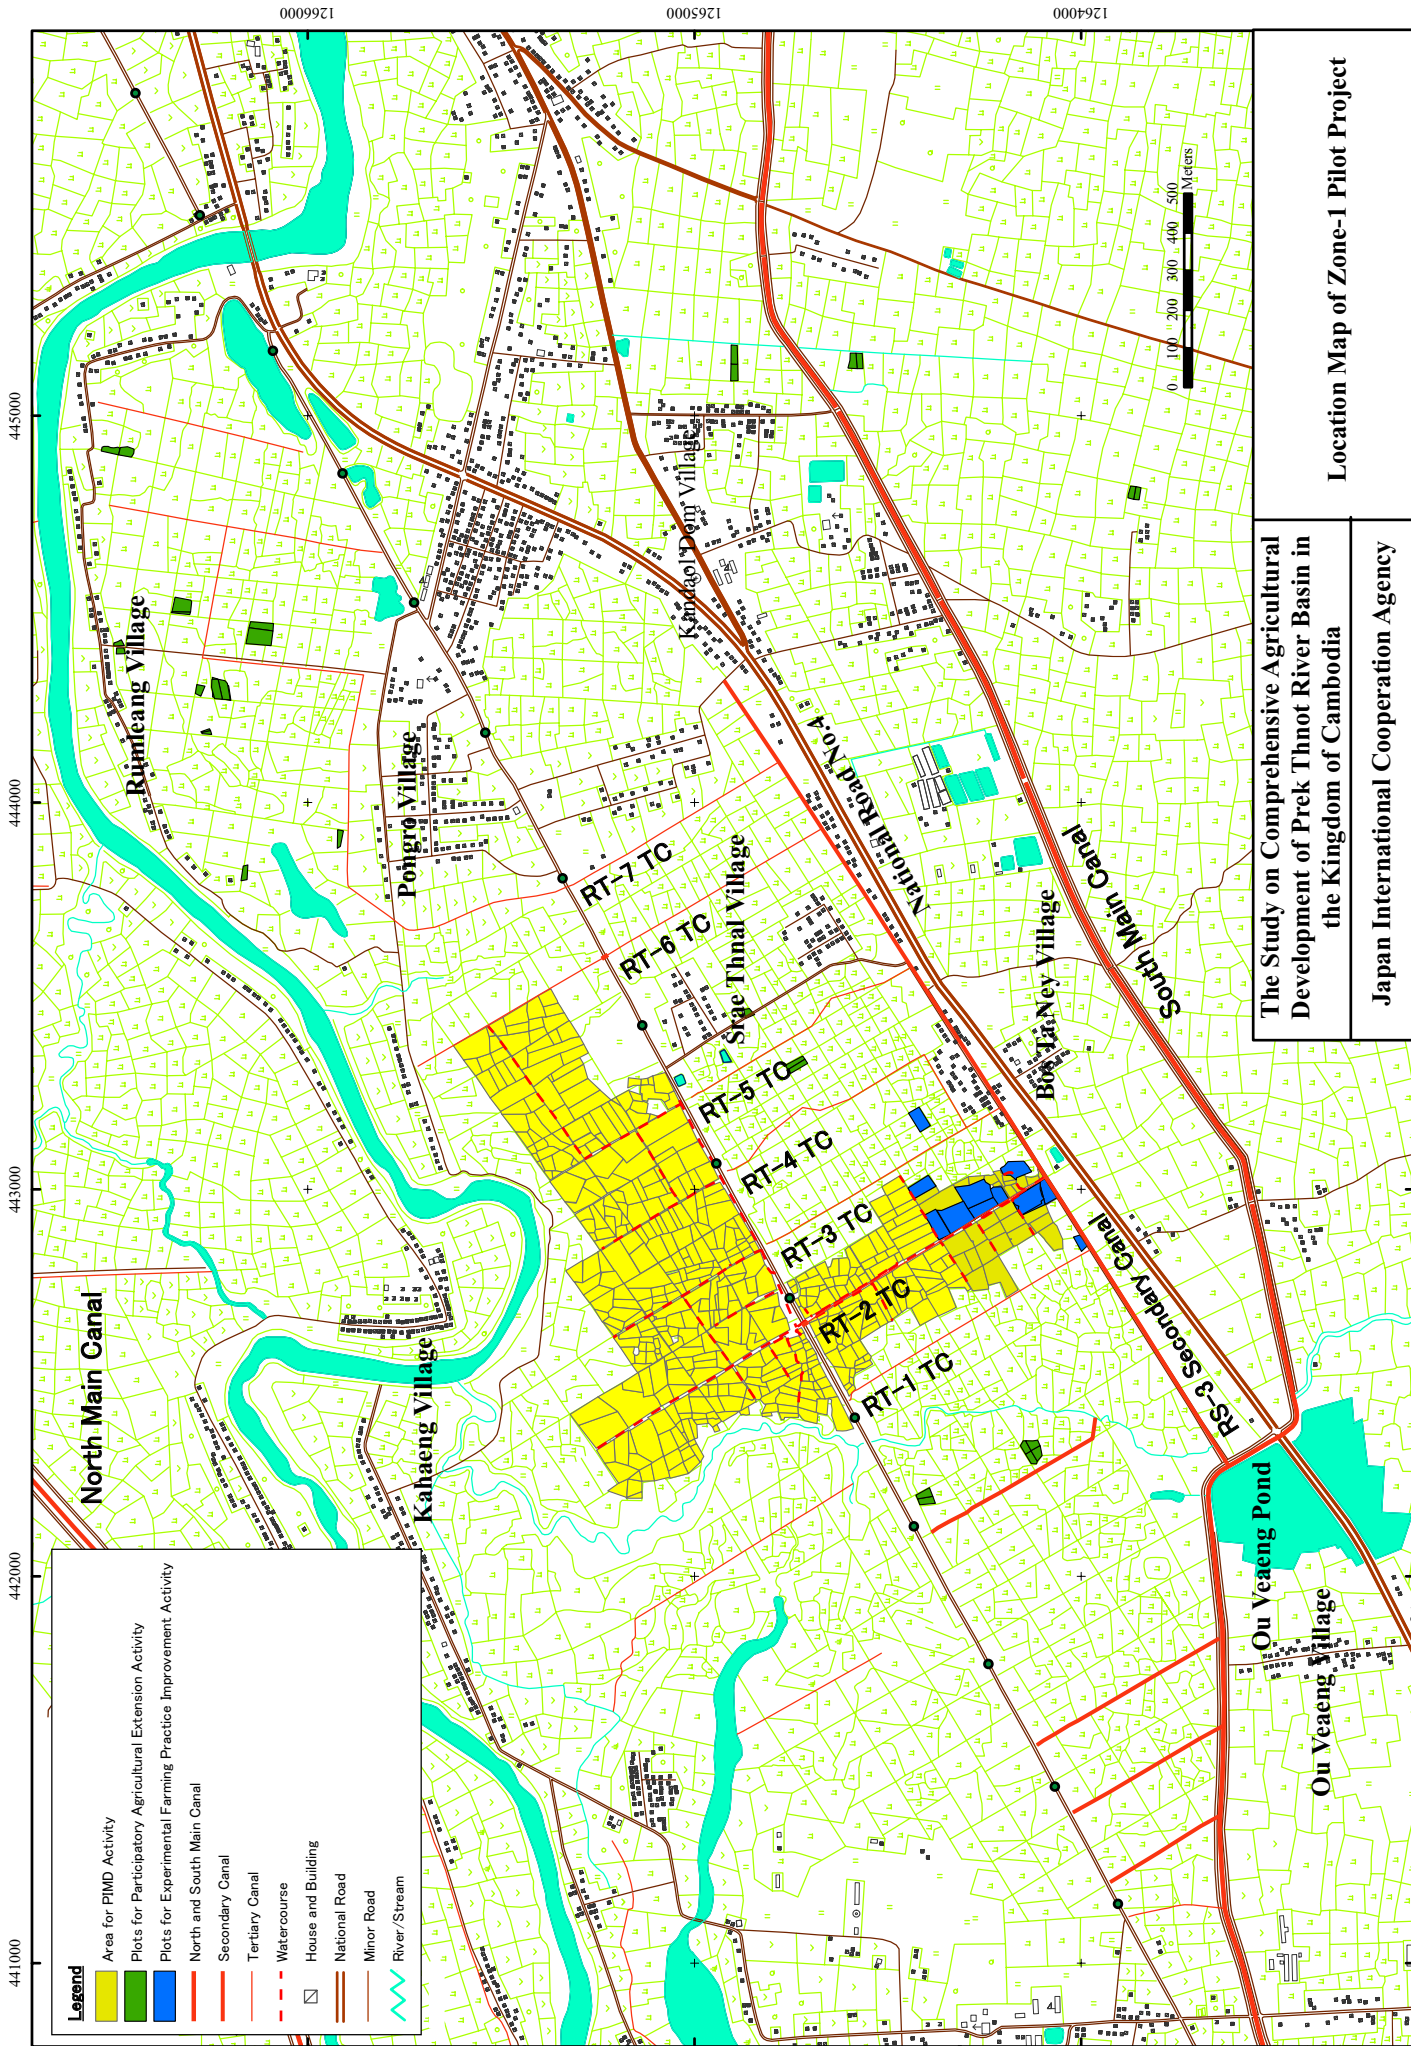 Legend
Area for PIMD Activity
Plots for Participatory Agricultural Extension Activity
Plots for Experimental Farming Practice Improvement Activity
North and South Main Canal
Secondary Canal
Tertiary Canal
Watercourse
House and Building
National Road
Minor Road
River/Stream
441000
442000
443000
444000
445000
1266000
1265000
1264000
North Main Canal
Rumleang Village
Pongro Village
Kahaeng Village
Kandaol Dom Village
Srae Thnal Village
RT-7 TC
RT-6 TC
RT-5 TC
RT-4 TC
RT-3 TC
RT-2 TC
RT-1 TC
National Road No.4
Bos Ta Ney Village
South Main Canal
RS-3 Secondary Canal
Ou Veaeng Pond
Ou Veaeng Village
0 100 200 300 400 500
Meters
The Study on Comprehensive Agricultural
Development of Prek Thnot River Basin in
the Kingdom of Cambodia
Japan International Cooperation Agency
Location Map of Zone-1 Pilot Project